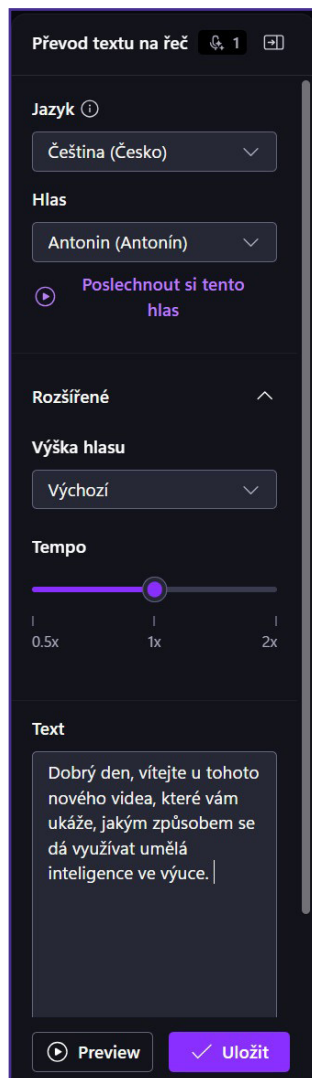 Převod textu na řeč 1
Jazyk
Čeština (Česko)
Hlas
Antonin (Antonín)
Poslechnout si tento
hlas
Rozšířené
Výška hlasu
Výchozí
Tempo
0.5x 1x 2x
Text
Dobrý den, vítejte u tohoto
nového videa, které vám
ukáže, jakým způsobem se
dá využívat umělá
inteligence ve výuce.
Preview Uložit